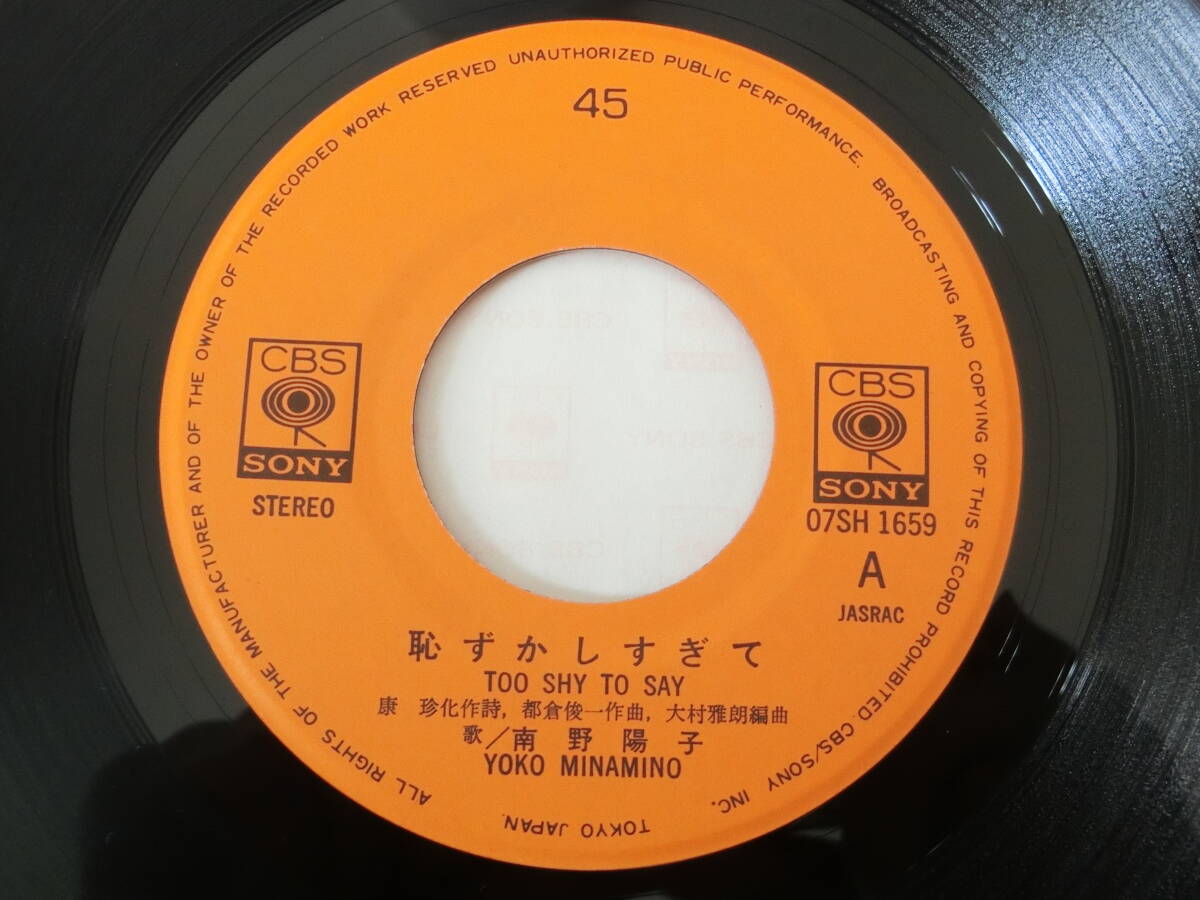 ALL RIGHTS OF THE MANUFACTURER AND OF THE OWNER OF THE RECORDED WORK RESERVED UNAUTHORIZED PUBLIC PERFORMANCE. BROADCASTING AND COPYING OF THIS RECORD PROHIBITED. CBS/SONY INC.
TOKYO JAPAN.
45
CBS
SONY
STEREO
CBS
SONY
07SH 1659
A
JASRAC
恥ずかしすぎて
TOO SHY TO SAY
康 珍化作詩, 都倉俊一作曲, 大村雅朗編曲
歌/南野陽子
YOKO MINAMINO